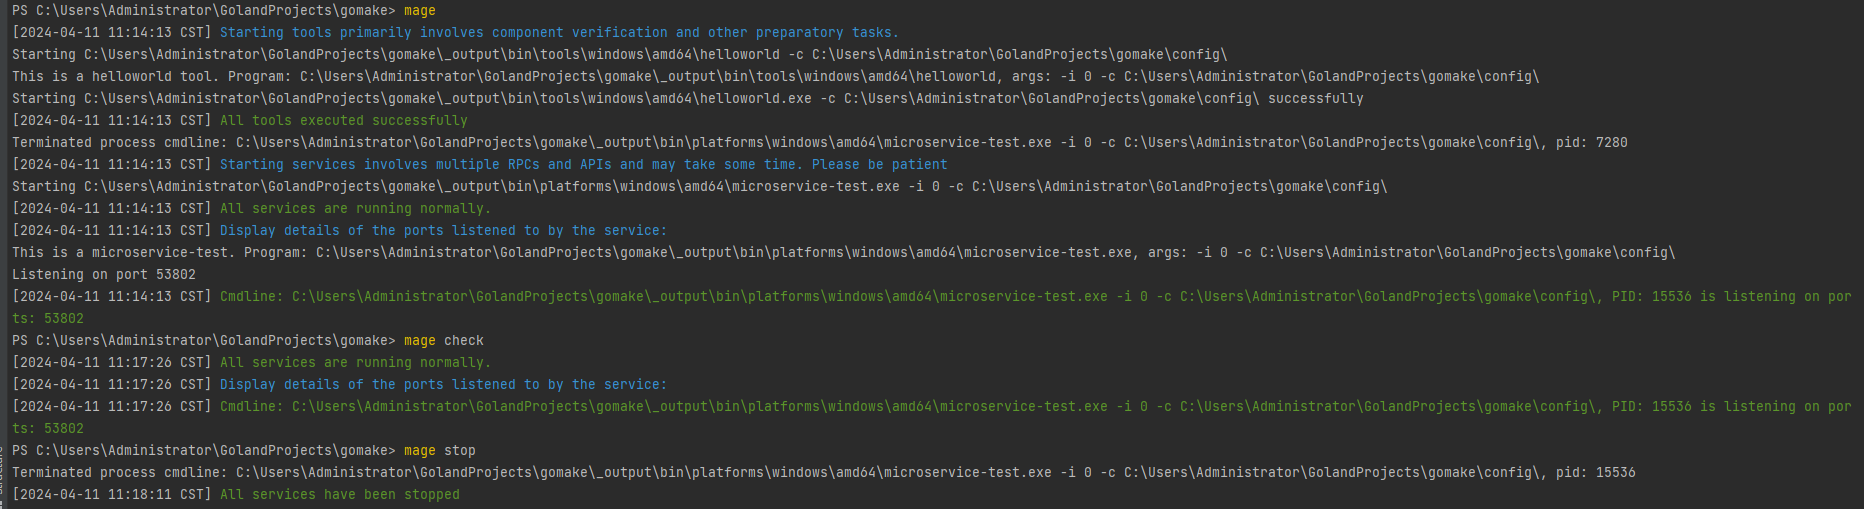 PS C:\Users\Administrator\GolandProjects\gomake> mage
[2024-04-11 11:14:13 CST] Starting tools primarily involves component verification and other preparatory tasks.
Starting C:\Users\Administrator\GolandProjects\gomake\_output\bin\tools\windows\amd64\helloworld -c C:\Users\Administrator\GolandProjects\gomake\config\
This is a helloworld tool. Program: C:\Users\Administrator\GolandProjects\gomake\_output\bin\tools\windows\amd64\helloworld, args: -i 0 -c C:\Users\Administrator\GolandProjects\gomake\config\
Starting C:\Users\Administrator\GolandProjects\gomake\_output\bin\tools\windows\amd64\helloworld.exe -c C:\Users\Administrator\GolandProjects\gomake\config\ successfully
[2024-04-11 11:14:13 CST] All tools executed successfully
Terminated process cmdline: C:\Users\Administrator\GolandProjects\gomake\_output\bin\platforms\windows\amd64\microservice-test.exe -i 0 -c C:\Users\Administrator\GolandProjects\gomake\config\, pid: 7280
[2024-04-11 11:14:13 CST] Starting services involves multiple RPCs and APIs and may take some time. Please be patient
Starting C:\Users\Administrator\GolandProjects\gomake\_output\bin\platforms\windows\amd64\microservice-test.exe -i 0 -c C:\Users\Administrator\GolandProjects\gomake\config\
[2024-04-11 11:14:13 CST] All services are running normally.
[2024-04-11 11:14:13 CST] Display details of the ports listened to by the service:
This is a microservice-test. Program: C:\Users\Administrator\GolandProjects\gomake\_output\bin\platforms\windows\amd64\microservice-test.exe, args: -i 0 -c C:\Users\Administrator\GolandProjects\gomake\config\
Listening on port 53802
[2024-04-11 11:14:13 CST] Cmdline: C:\Users\Administrator\GolandProjects\gomake\_output\bin\platforms\windows\amd64\microservice-test.exe -i 0 -c C:\Users\Administrator\GolandProjects\gomake\config\, PID: 15536 is listening on por
ts: 53802
PS C:\Users\Administrator\GolandProjects\gomake> mage check
[2024-04-11 11:17:26 CST] All services are running normally.
[2024-04-11 11:17:26 CST] Display details of the ports listened to by the service:
[2024-04-11 11:17:26 CST] Cmdline: C:\Users\Administrator\GolandProjects\gomake\_output\bin\platforms\windows\amd64\microservice-test.exe -i 0 -c C:\Users\Administrator\GolandProjects\gomake\config\, PID: 15536 is listening on por
ts: 53802
PS C:\Users\Administrator\GolandProjects\gomake> mage stop
Terminated process cmdline: C:\Users\Administrator\GolandProjects\gomake\_output\bin\platforms\windows\amd64\microservice-test.exe -i 0 -c C:\Users\Administrator\GolandProjects\gomake\config\, pid: 15536
[2024-04-11 11:18:11 CST] All services have been stopped